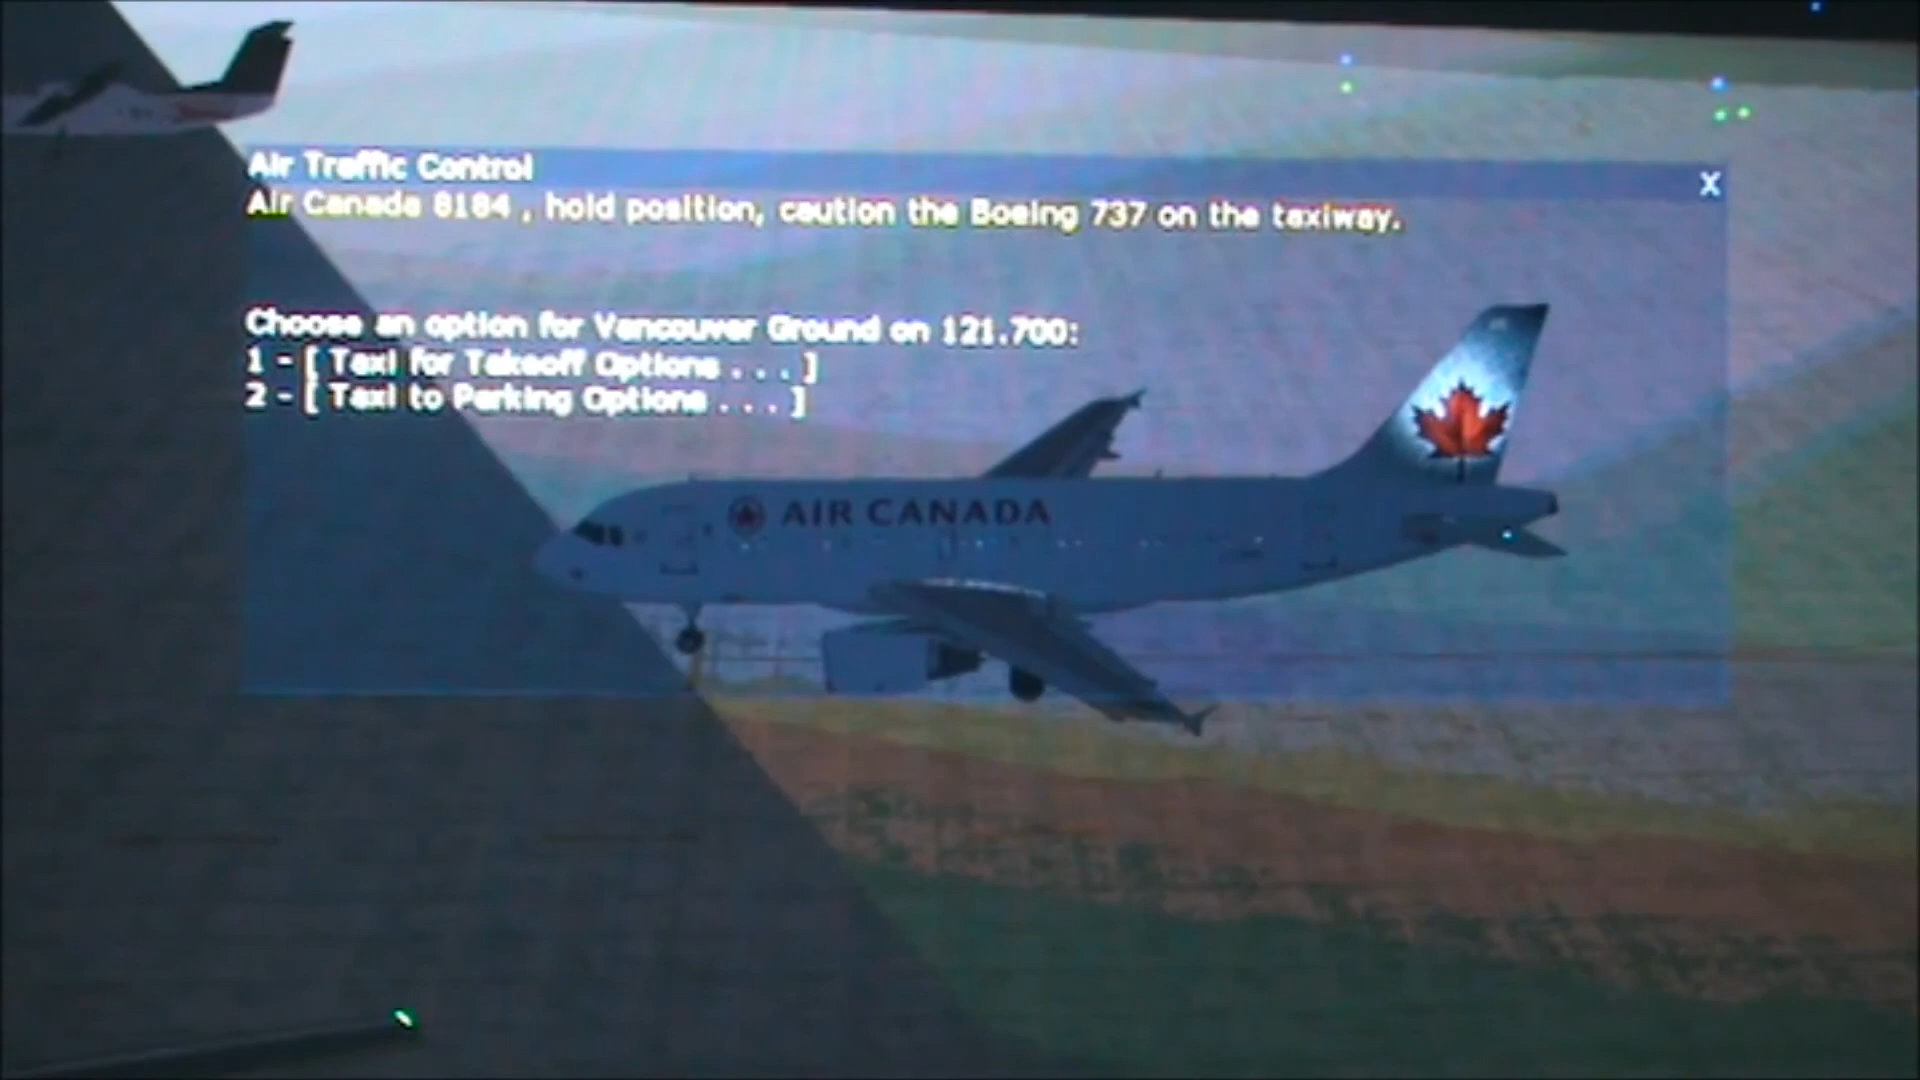 Air Traffic Control
X
Air Canada 8184 , hold position, caution the Boeing 737 on the taxiway.
Choose an option for Vancouver Ground on 121.700:
1 - [ Taxi for Takeoff Options . . . ]
2 - [ Taxi to Parking Options . . . ]
AIR CANADA